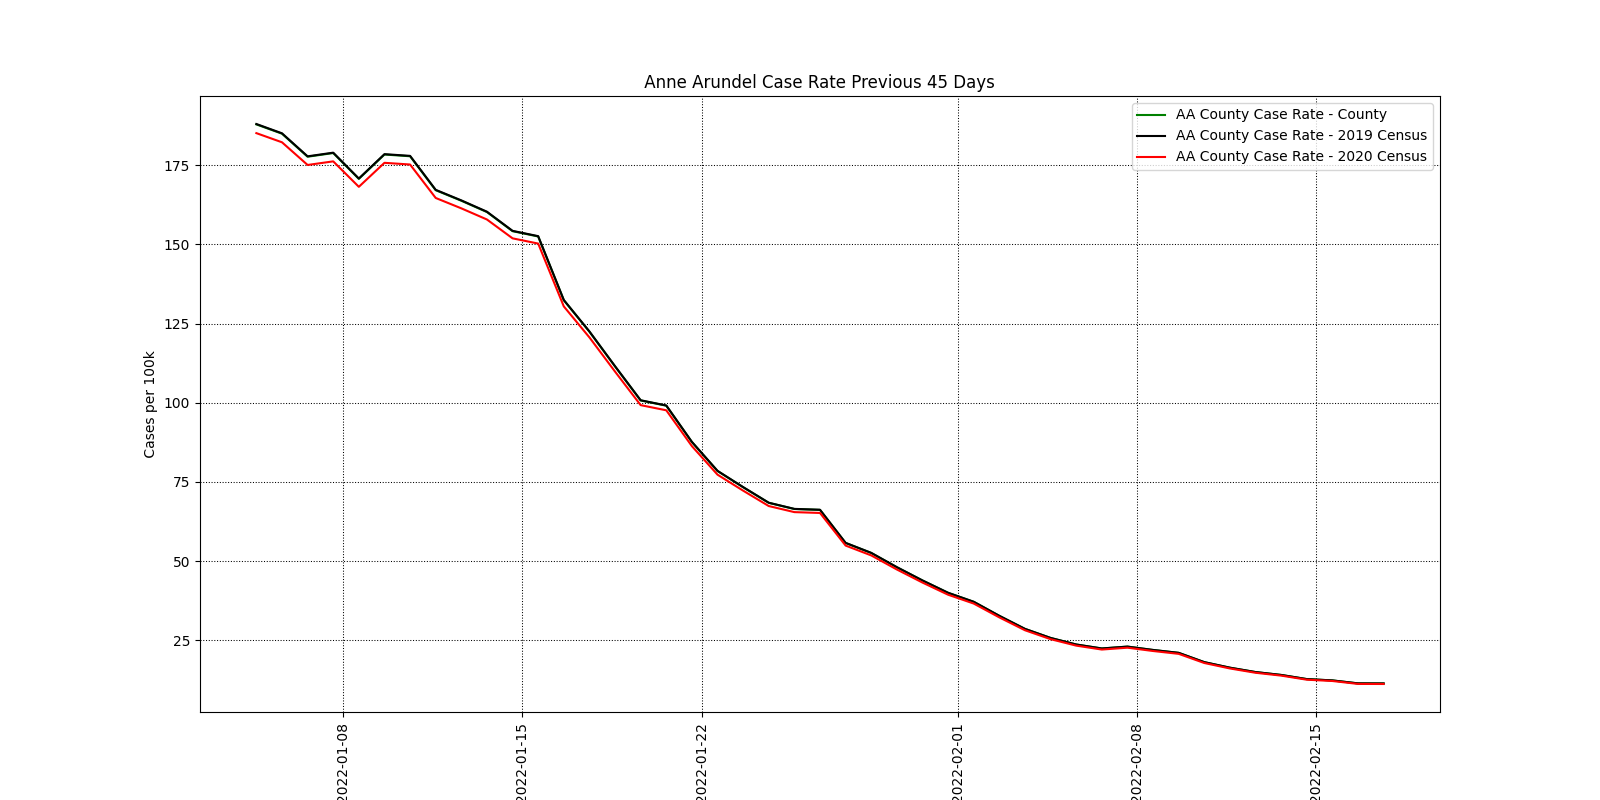 Anne Arundel Case Rate Previous 45 Days
AA County Case Rate - County
AA County Case Rate - 2019 Census
AA County Case Rate - 2020 Census
Cases per 100k
175
150
125
100
75
50
25
2022-01-08
2022-01-15
2022-01-22
2022-02-01
2022-02-08
2022-02-15